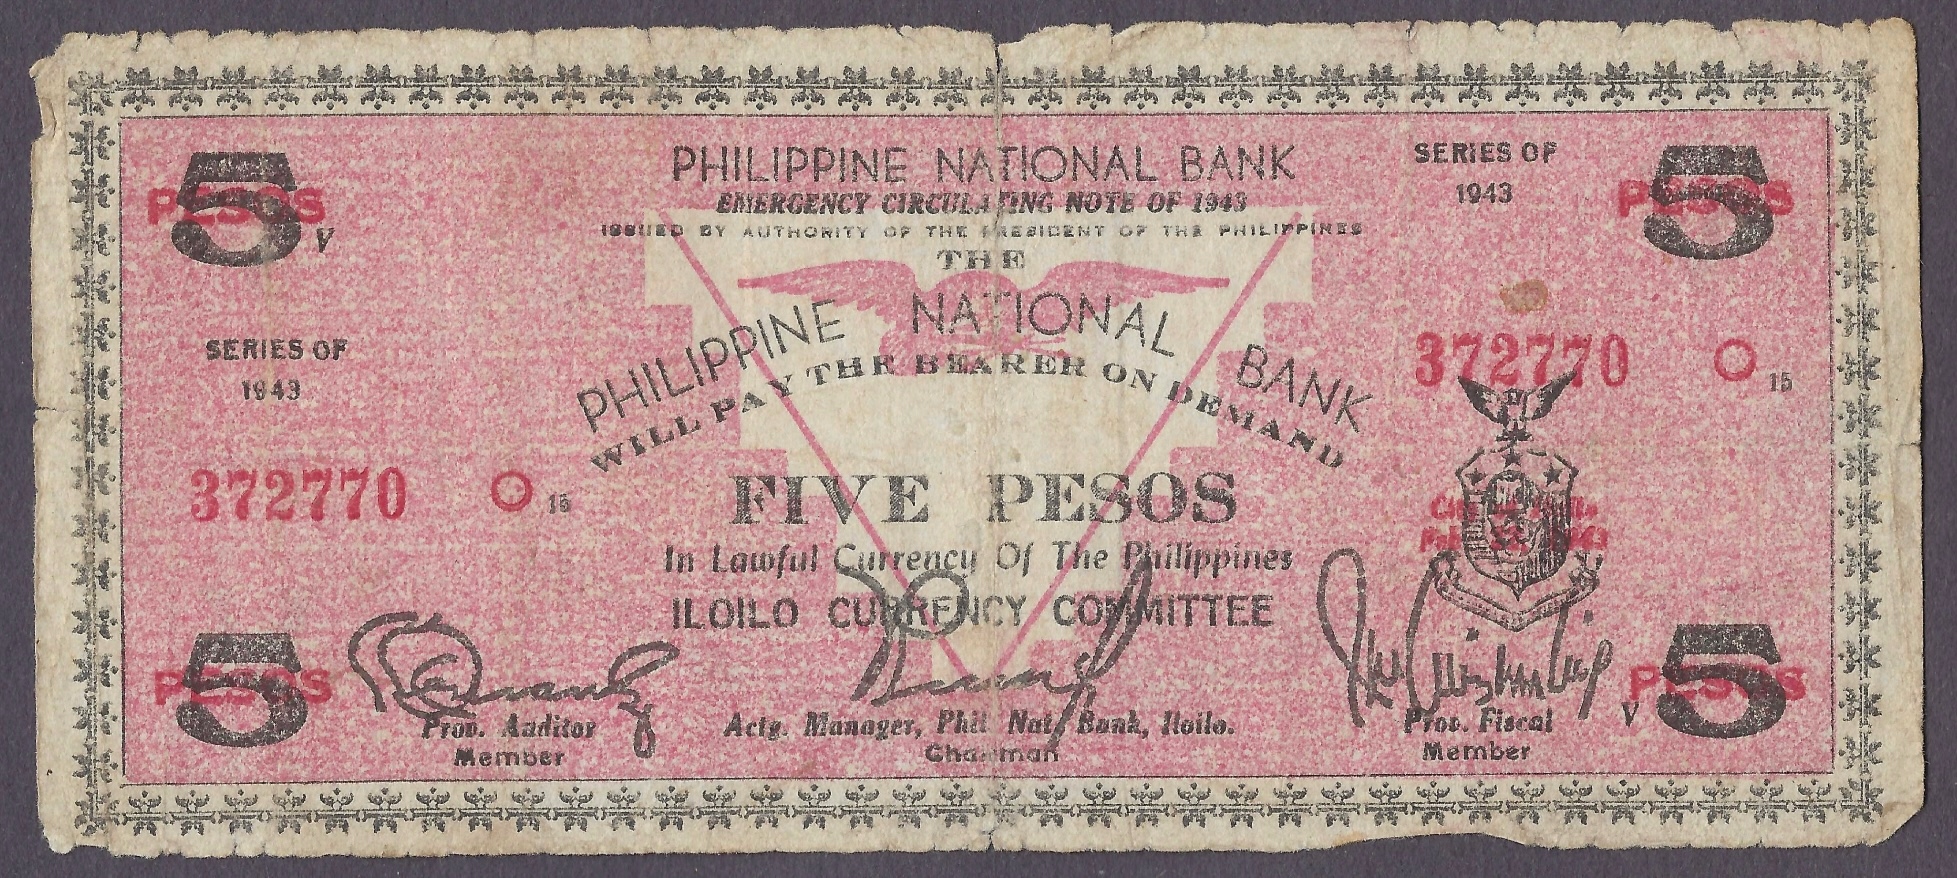 PHILIPPINE NATIONAL BANK
EMERGENCY CIRCULATING NOTE OF 1943
ISSUED BY AUTHORITY OF THE PRESIDENT OF THE PHILIPPINES
SERIES OF
1943
5 PESOS
V
5 PESOS
THE
PHILIPPINE NATIONAL BANK
WILL PAY THE BEARER ON DEMAND
SERIES OF
1943
372770
15
372770
15
FIVE PESOS
In Lawful Currency Of The Philippines
ILOILO CURRENCY COMMITTEE
5 PESOS
V 5 PESOS
Prov. Auditor
Member
Actg. Manager, Phil. Nat. Bank, Iloilo.
Chairman
Prov. Fiscal
Member